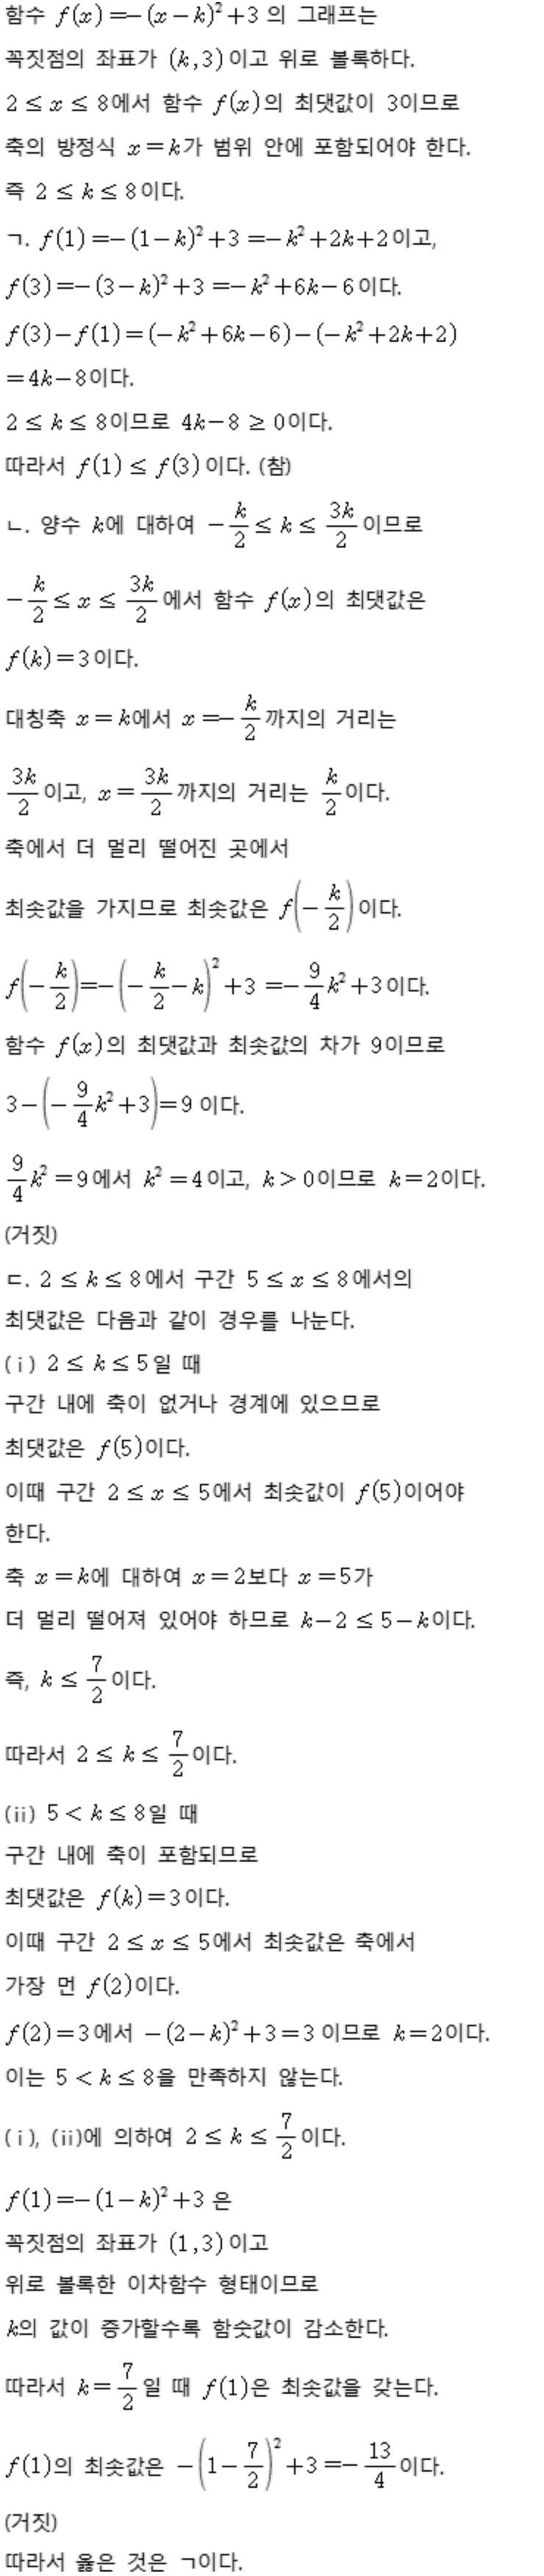 함수 f(x)=-(x-k)²+3 의 그래프는
꼭짓점의 좌표가 (k,3)이고 위로 볼록하다.
2≤x≤8에서 함수 f(x)의 최댓값이 3이므로
축의 방정식 x=k가 범위 안에 포함되어야 한다.
즉 2≤k≤8이다.
ㄱ. f(1)=-(1-k)²+3=-k²+2k+2이고,
f(3)=-(3-k)²+3=-k²+6k-6이다.
f(3)-f(1)=(-k²+6k-6)-(-k²+2k+2)
=4k-8이다.
2≤k≤8이므로 4k-8≥0이다.
따라서 f(1)≤f(3)이다. (참)
ㄴ. 양수 k에 대하여 -k/2≤k≤3k/2이므로
-k/2≤x≤3k/2에서 함수 f(x)의 최댓값은
f(k)=3이다.
대칭축 x=k에서 x=-k/2까지의 거리는
3k/2이고, x=3k/2까지의 거리는 k/2이다.
축에서 더 멀리 떨어진 곳에서
최솟값을 가지므로 최솟값은 f(-k/2)이다.
f(-k/2)=-(-k/2-k)²+3=-9/4k²+3이다.
함수 f(x)의 최댓값과 최솟값의 차가 9이므로
3-(-9/4k²+3)=9 이다.
9/4k²=9에서 k²=4이고, k>0이므로 k=2이다.
(거짓)
ㄷ. 2≤k≤8에서 구간 5≤x≤8에서의
최댓값은 다음과 같이 경우를 나눈다.
(ⅰ) 2≤k≤5일 때
구간 내에 축이 없거나 경계에 있으므로
최댓값은 f(5)이다.
이때 구간 2≤x≤5에서 최솟값이 f(5)이어야
한다.
축 x=k에 대하여 x=2보다 x=5가
더 멀리 떨어져 있어야 하므로 k-2≤5-k이다.
즉, k≤7/2이다.
따라서 2≤k≤7/2이다.
(ii) 5<k≤8일 때
구간 내에 축이 포함되므로
최댓값은 f(k)=3이다.
이때 구간 2≤x≤5에서 최솟값은 축에서
가장 먼 f(2)이다.
f(2)=3에서 -(2-k)²+3=3 이므로 k=2이다.
이는 5<k≤8을 만족하지 않는다.
(ⅰ), (ii)에 의하여 2≤k≤7/2이다.
f(1)=-(1-k)²+3 은
꼭짓점의 좌표가 (1,3)이고
위로 볼록한 이차함수 형태이므로
k의 값이 증가할수록 함숫값이 감소한다.
따라서 k=7/2일 때 f(1)은 최솟값을 갖는다.
f(1)의 최솟값은 -(1-7/2)²+3=-13/4이다.
(거짓)
따라서 옳은 것은 ㄱ이다.